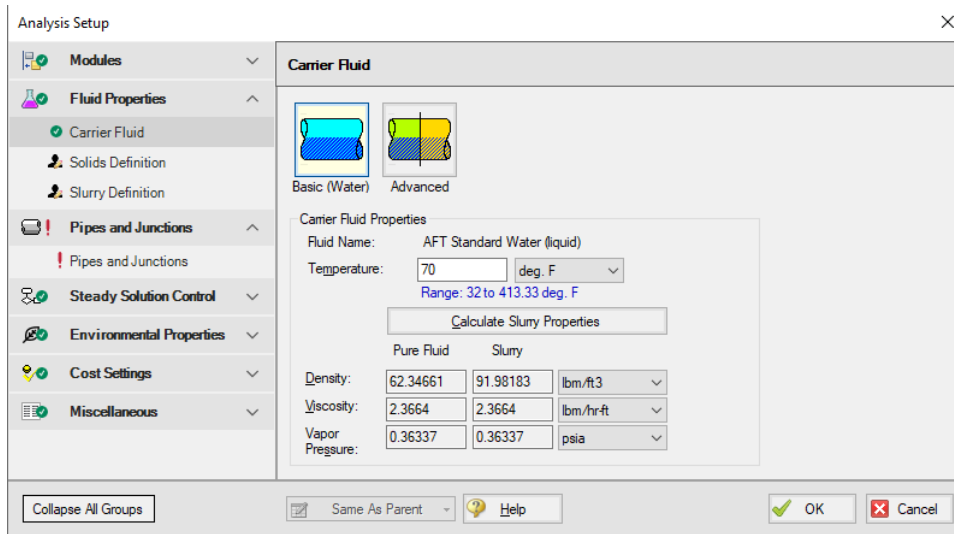 Analysis Setup
Modules
Fluid Properties
Carrier Fluid
Solids Definition
Slurry Definition
Pipes and Junctions
Pipes and Junctions
Steady Solution Control
Environmental Properties
Cost Settings
Miscellaneous
Carrier Fluid
Basic (Water) Advanced
Carrier Fluid Properties
Fluid Name: AFT Standard Water (liquid)
Temperature: 70 deg. F
Range: 32 to 413.33 deg. F
Calculate Slurry Properties
Pure Fluid Slurry
Density: 62.34661 91.98183 lbm/ft3
Viscosity: 2.3664 2.3664 lbm/hr-ft
Vapor
Pressure: 0.36337 0.36337 psia
Collapse All Groups Same As Parent Help OK Cancel